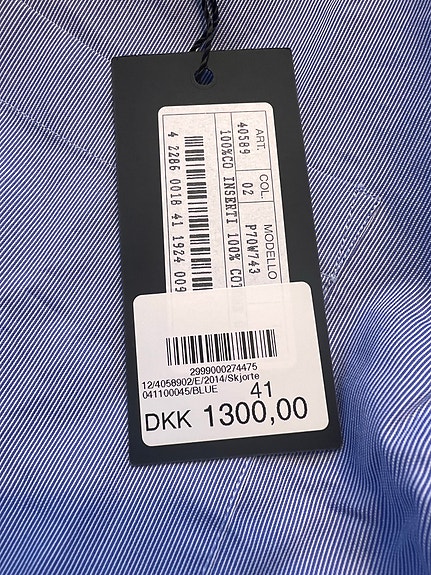 ART. COL. MODELLO
40589 02 P70W743
100%CO INSERTI 100% COT
4 2286 0018 41 1924 009
2999000274475
12/4058902/E/2014/Skjorte
041100045/BLUE 41
DKK 1300,00